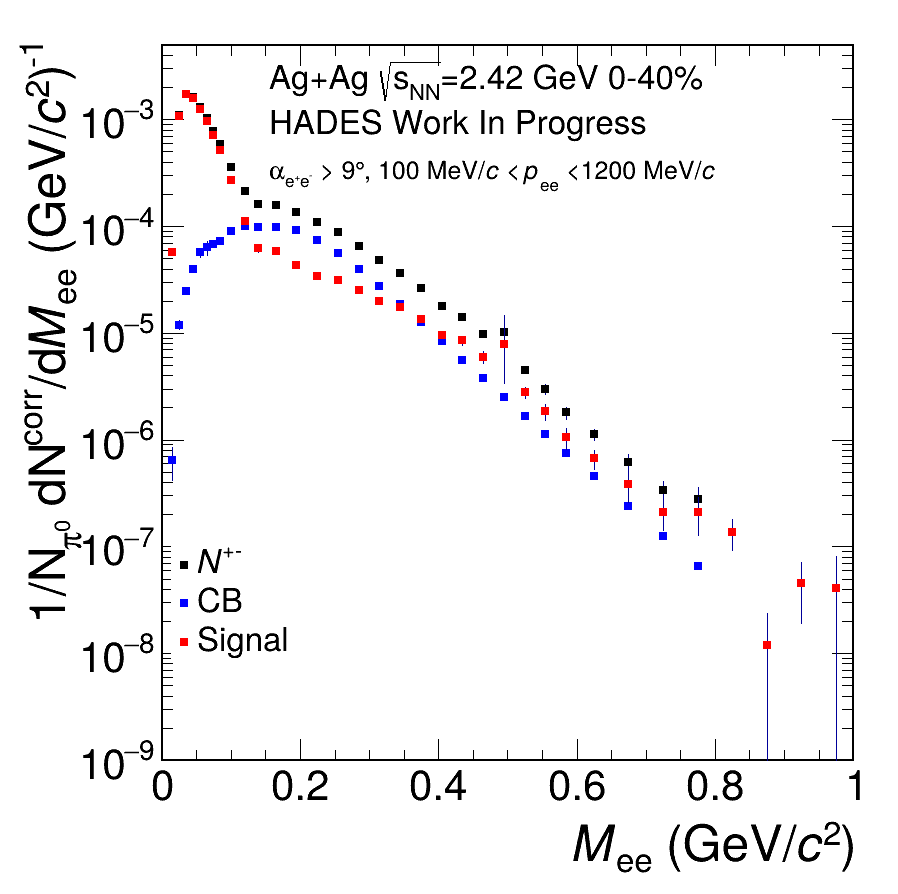 Ag+Ag √sNN=2.42 GeV 0-40%
HADES Work In Progress
αe⁺e⁻ > 9°, 100 MeV/c <pee <1200 MeV/c
1/Nπ⁰ dNᶜᵒʳʳ/dMee (GeV/c²)⁻¹
10⁻³
10⁻⁴
10⁻⁵
10⁻⁶
10⁻⁷
10⁻⁸
10⁻⁹
N⁺⁻
CB
Signal
0 0.2 0.4 0.6 0.8 1
Mee (GeV/c²)